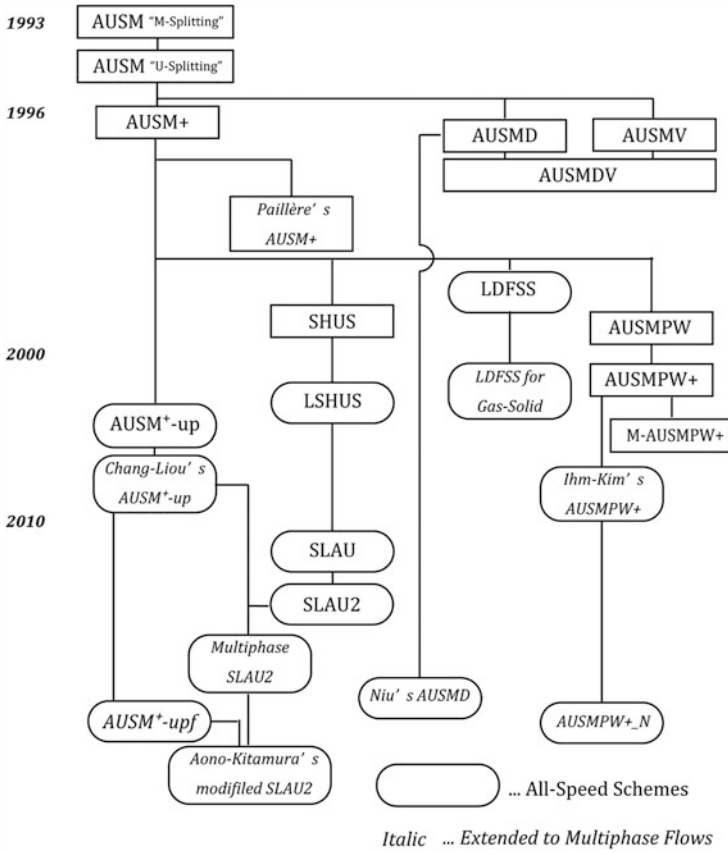 1993
AUSM "M-Splitting"
AUSM "U-Splitting"
1996
AUSM+
AUSMD
AUSMV
AUSMDV
Paillère's
AUSM+
LDFSS
SHUS
AUSMPW
2000
LDFSS for
Gas-Solid
AUSMPW+
LSHUS
AUSM⁺-up
M-AUSMPW+
Chang-Liou's
AUSM⁺-up
Ihm-Kim's
AUSMPW+
2010
SLAU
SLAU2
Multiphase
SLAU2
Niu's AUSMD
AUSM⁺-upf
AUSMPW+_N
Aono-Kitamura's
modifiled SLAU2
... All-Speed Schemes
Italic ... Extended to Multiphase Flows